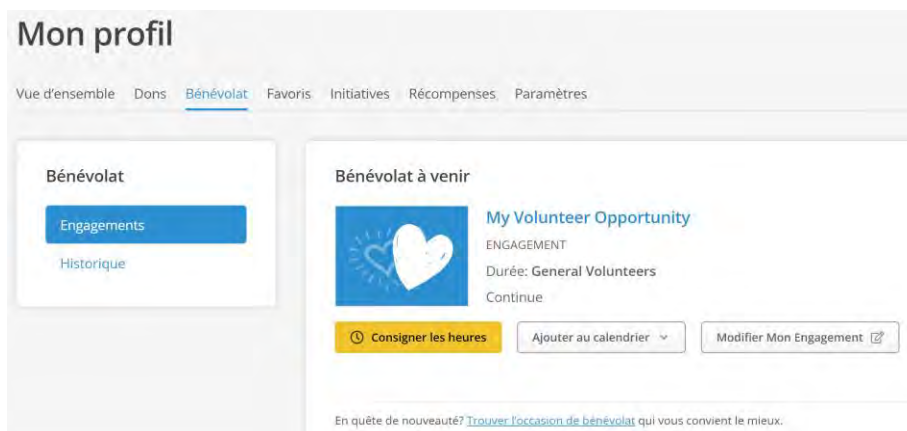 Mon profil
Vue d'ensemble Dons Bénévolat Favoris Initiatives Récompenses Paramètres
Bénévolat
Engagements
Historique
Bénévolat à venir
My Volunteer Opportunity
ENGAGEMENT
Durée: General Volunteers
Continue
Consigner les heures Ajouter au calendrier Modifier Mon Engagement
En quête de nouveauté? Trouver l'occasion de bénévolat qui vous convient le mieux.